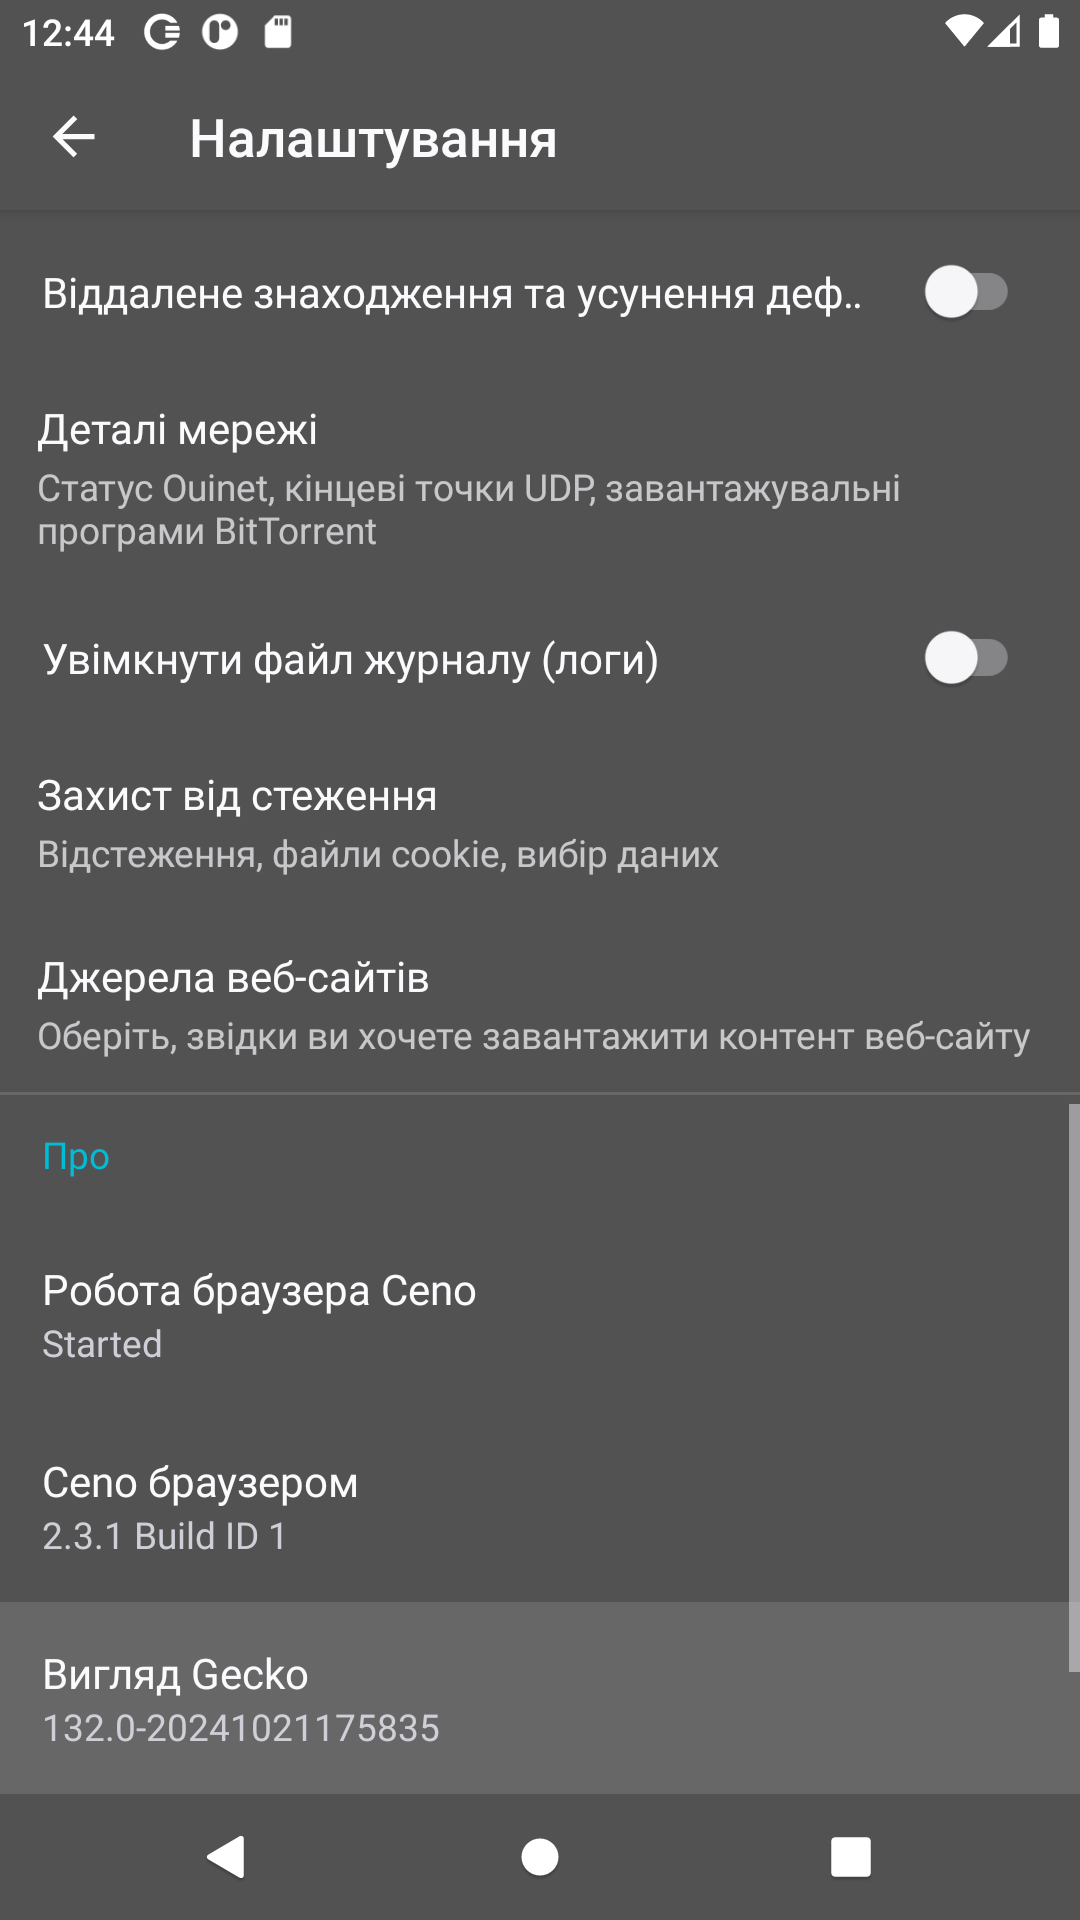 12:44
Налаштування
Віддалене знаходження та усунення деф..
Деталі мережі
Статус Ouinet, кінцеві точки UDP, завантажувальні
програми BitTorrent
Увімкнути файл журналу (логи)
Захист від стеження
Відстеження, файли cookie, вибір даних
Джерела веб-сайтів
Оберіть, звідки ви хочете завантажити контент веб-сайту
Про
Робота браузера Ceno
Started
Ceno браузером
2.3.1 Build ID 1
Вигляд Gecko
132.0-20241021175835